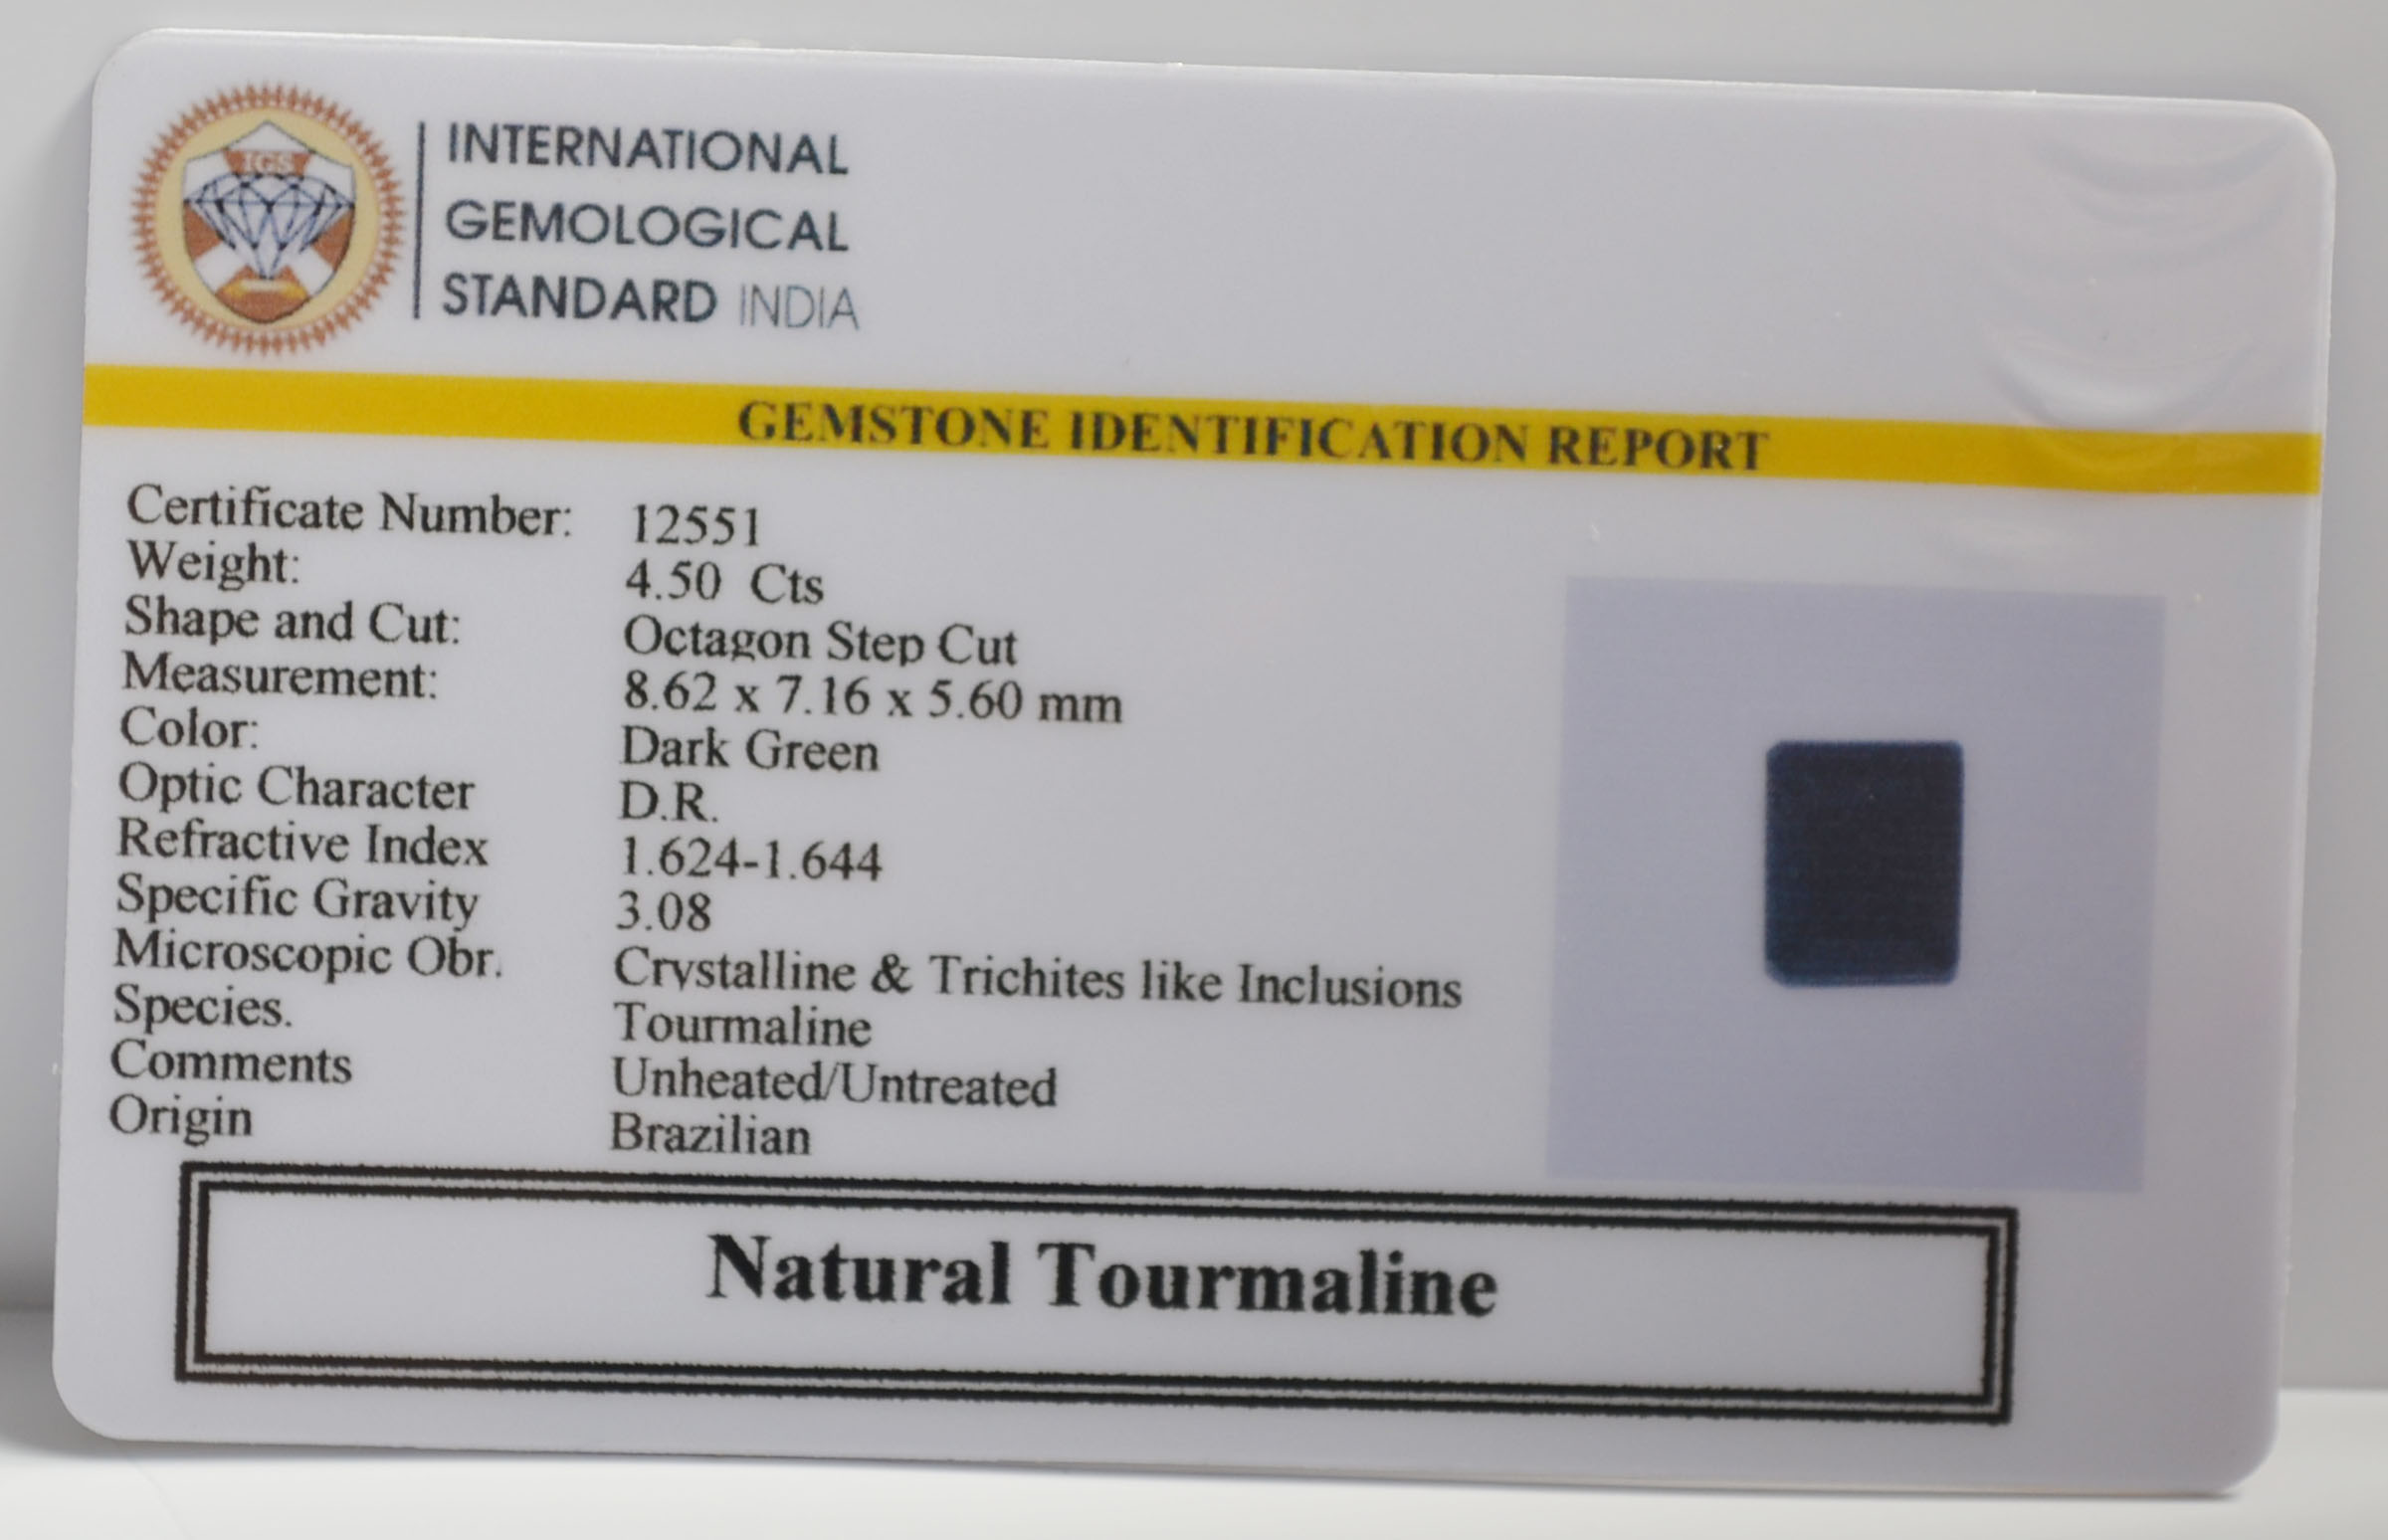 IGS
INTERNATIONAL
GEMOLOGICAL
STANDARD INDIA
GEMSTONE IDENTIFICATION REPORT
Certificate Number: 12551
Weight: 4.50 Cts
Shape and Cut: Octagon Step Cut
Measurement: 8.62 x 7.16 x 5.60 mm
Color: Dark Green
Optic Character D.R.
Refractive Index 1.624-1.644
Specific Gravity 3.08
Microscopic Obr. Crystalline & Trichites like Inclusions
Species. Tourmaline
Comments Unheated/Untreated
Origin Brazilian
Natural Tourmaline